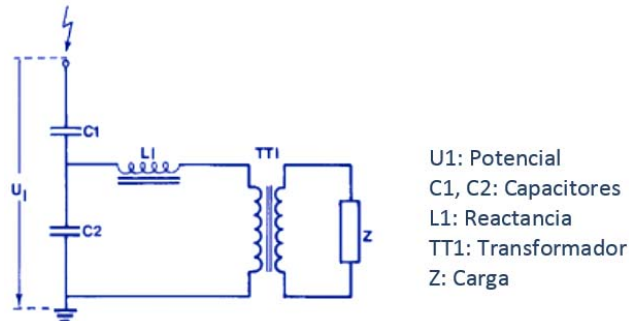 C1
L1
TT1
U1
C2
Z
U1: Potencial
C1, C2: Capacitores
L1: Reactancia
TT1: Transformador
Z: Carga